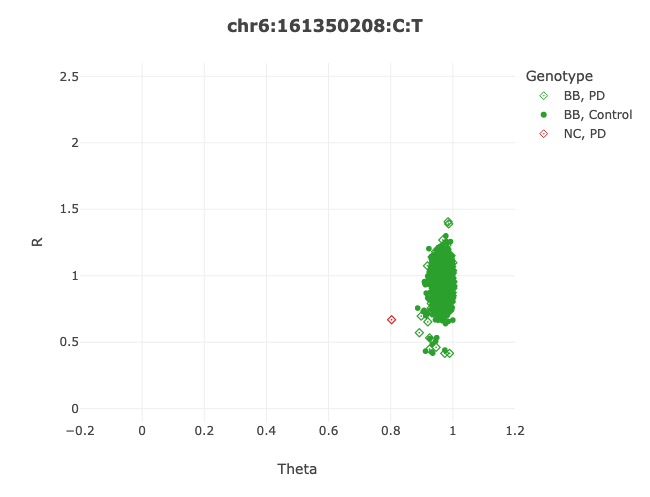 chr6:161350208:C:T
Genotype
BB, PD
BB, Control
NC, PD
2.5
2
1.5
1
0.5
0
R
−0.2 0 0.2 0.4 0.6 0.8 1 1.2
Theta